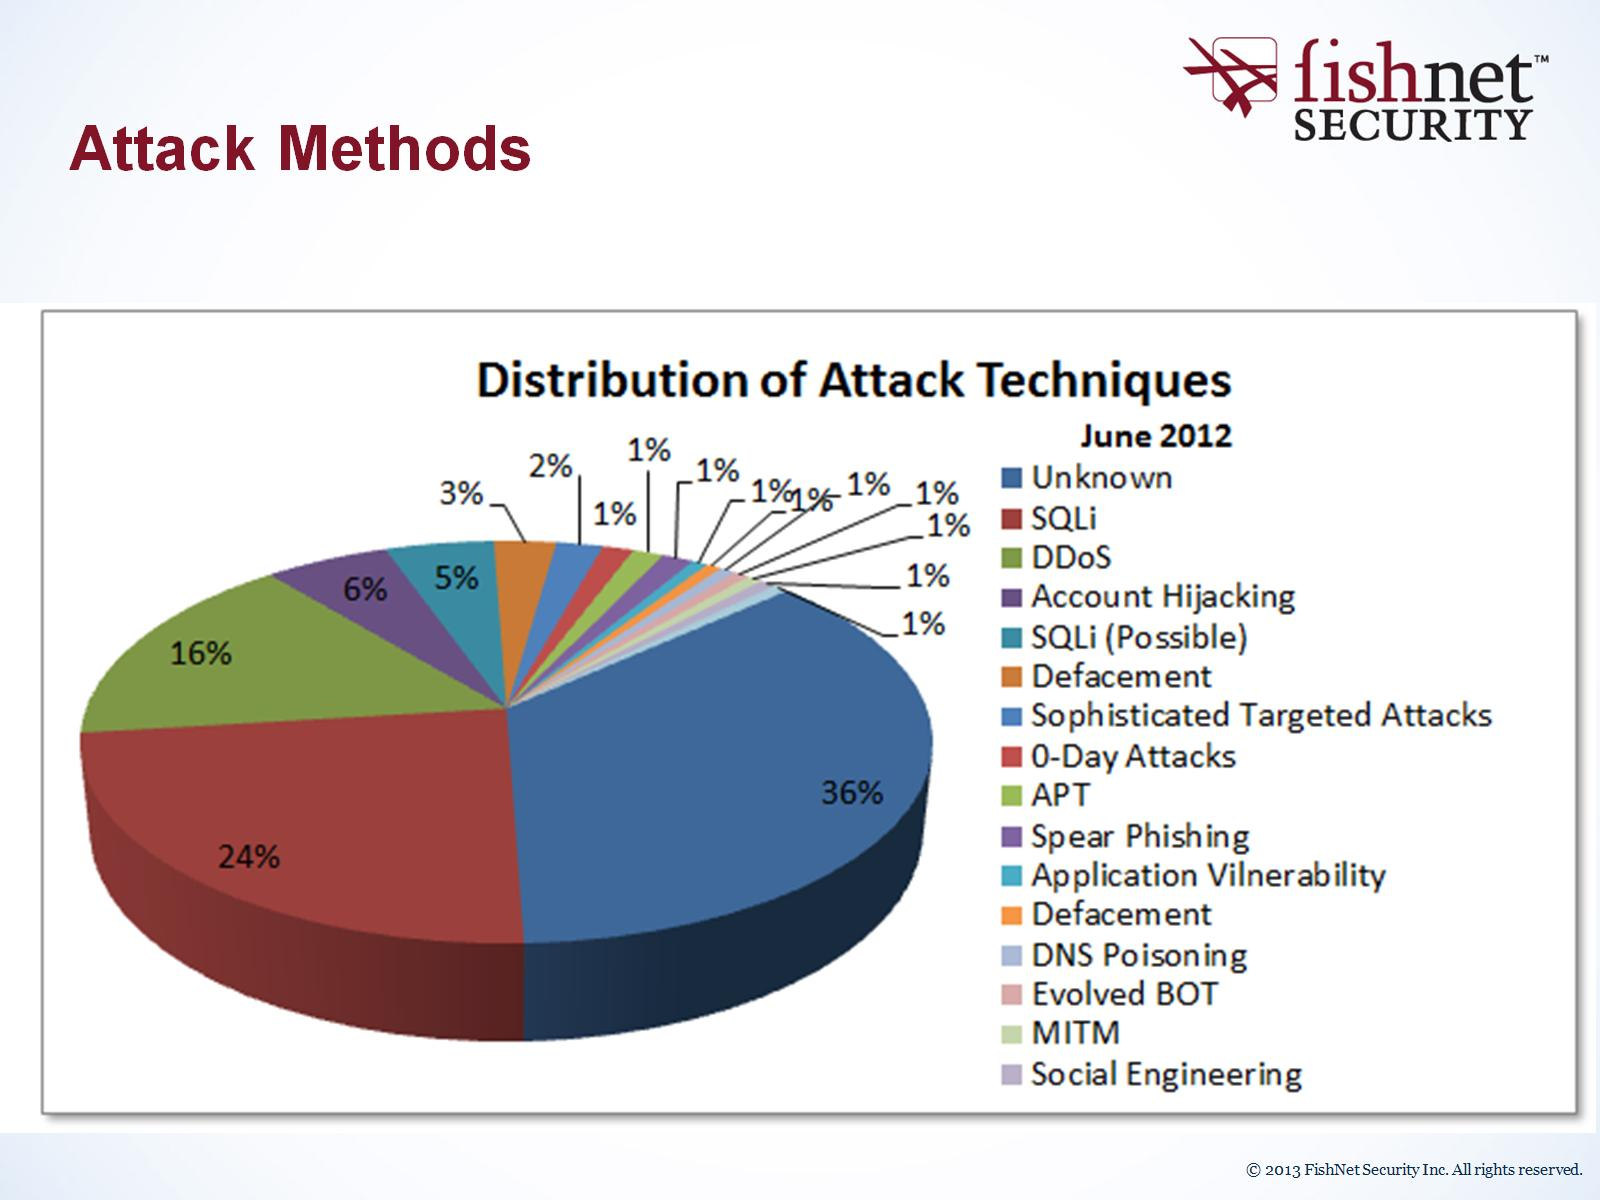 fishnet™
SECURITY
Attack Methods
Distribution of Attack Techniques
June 2012
1%
2%
1%
3%
1%
1%
1%
1%
1%
1%
1%
6%
5%
1%
1%
16%
36%
24%
Unknown
SQLi
DDoS
Account Hijacking
SQLi (Possible)
Defacement
Sophisticated Targeted Attacks
0-Day Attacks
APT
Spear Phishing
Application Vilnerability
Defacement
DNS Poisoning
Evolved BOT
MITM
Social Engineering
© 2013 FishNet Security Inc. All rights reserved.